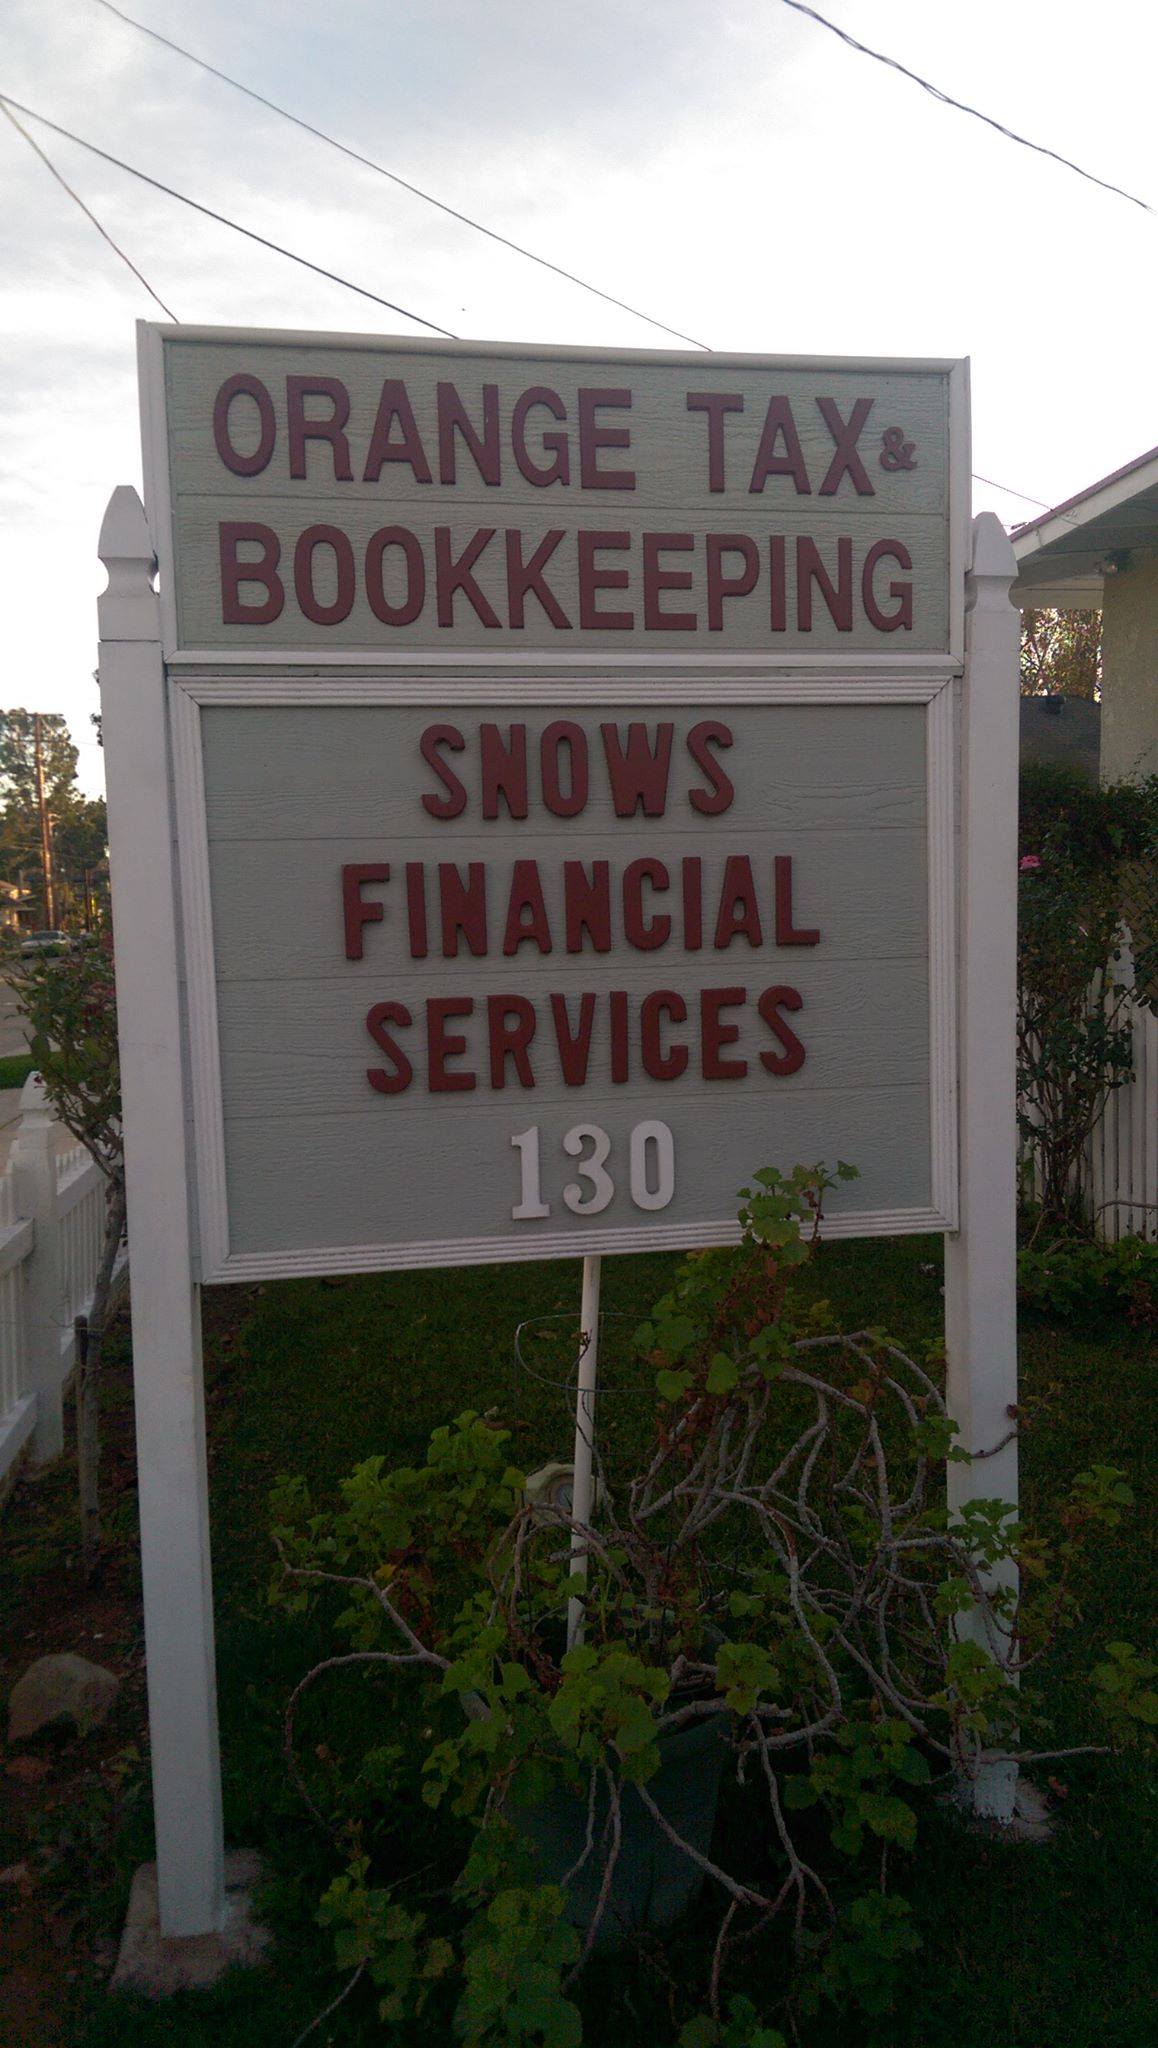 ORANGE TAX &
BOOKKEEPING
SNOWS
FINANCIAL
SERVICES
130